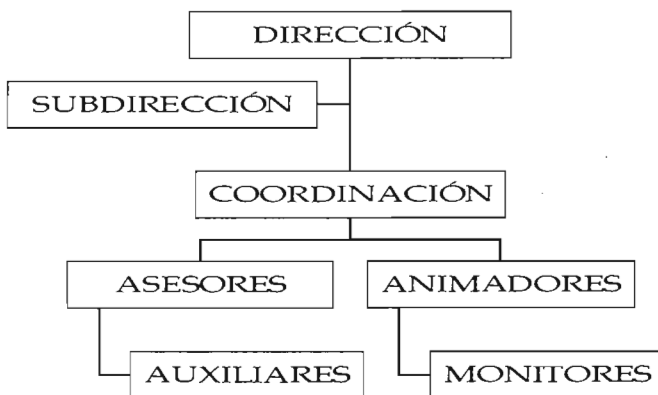 DIRECCIÓN
SUBDIRECCIÓN
COORDINACIÓN
ASESORES
ANIMADORES
AUXILIARES
MONITORES